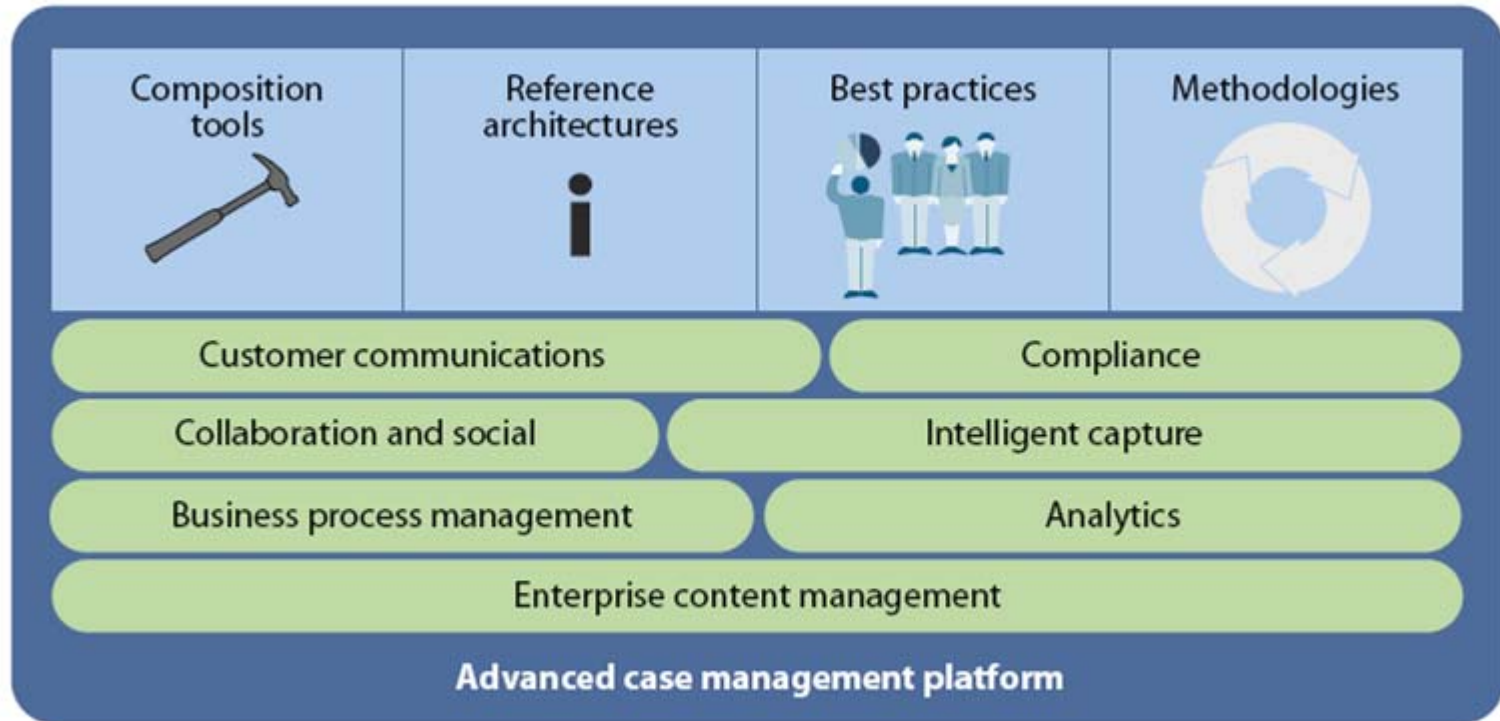 Composition
tools
Reference
architectures
Best practices
Methodologies
Customer communications
Compliance
Collaboration and social
Intelligent capture
Business process management
Analytics
Enterprise content management
Advanced case management platform